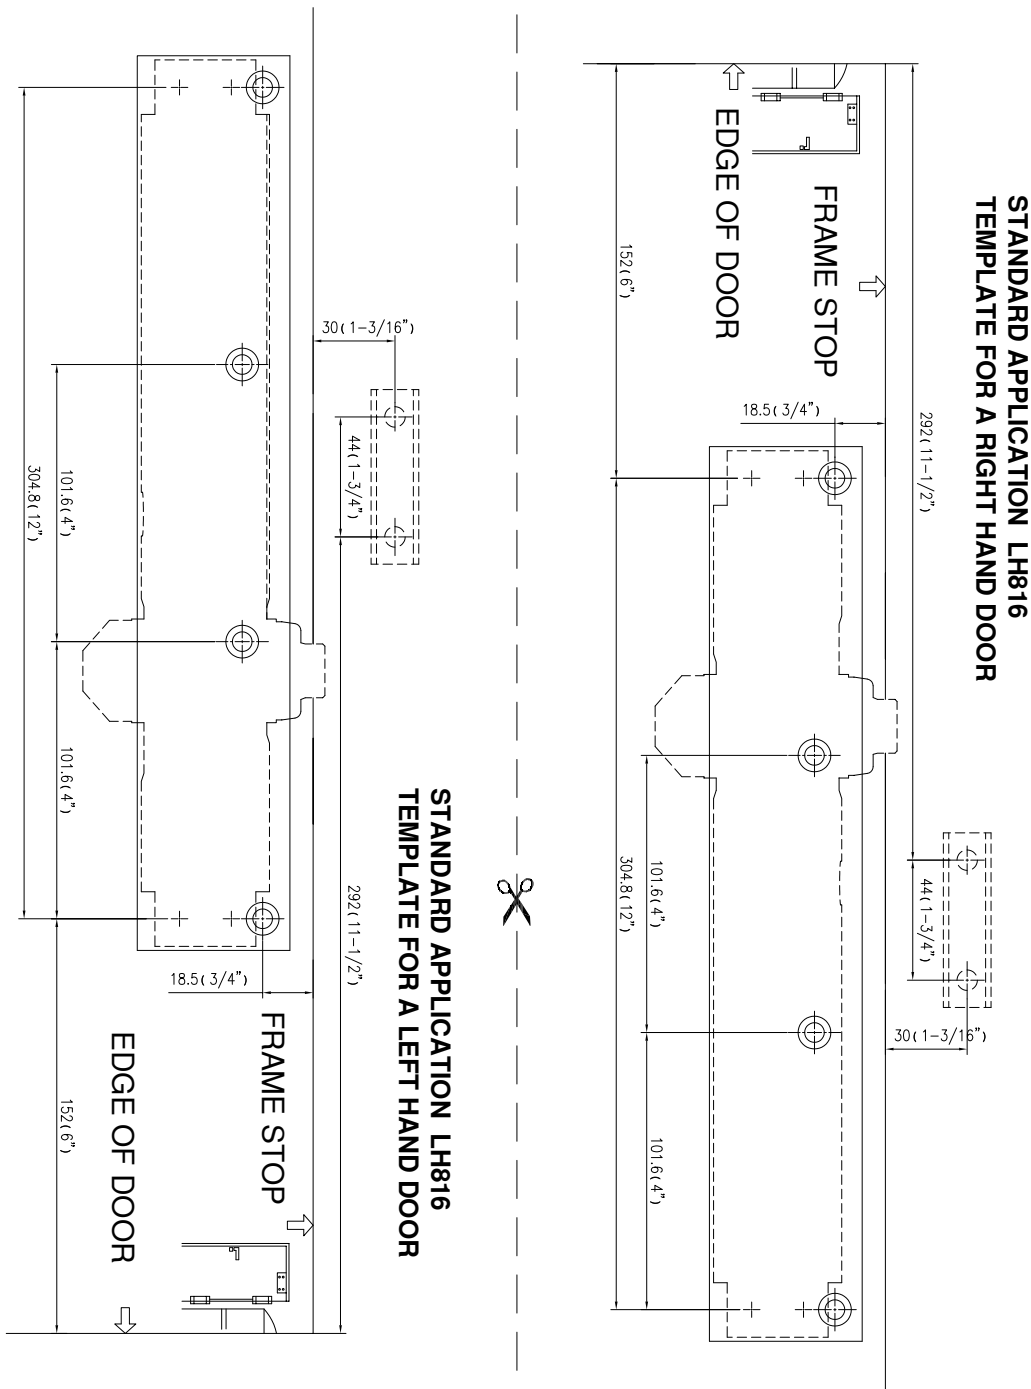 STANDARD APPLICATION LH816
TEMPLATE FOR A RIGHT HAND DOOR
292(11-1/2")
44(1-3/4")
30(1-3/16")
FRAME STOP
18.5(3/4")
EDGE OF DOOR
152(6")
101.6(4")
101.6(4")
304.8(12")
STANDARD APPLICATION LH816
TEMPLATE FOR A LEFT HAND DOOR
30(1-3/16")
44(1-3/4")
292(11-1/2")
18.5(3/4")
FRAME STOP
EDGE OF DOOR
101.6(4")
101.6(4")
152(6")
304.8(12")